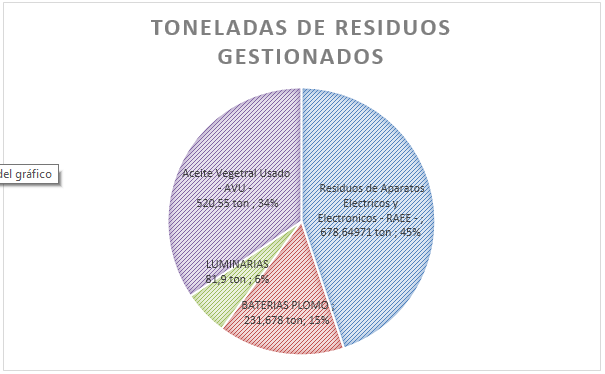 TONELADAS DE RESIDUOS
GESTIONADOS
del gráfico
Aceite Vegetral Usado
- AVU -
520,55 ton ; 34%
Residuos de Aparatos
Electricos y
Electronicos - RAEE - ;
678,64971 ton ; 45%
LUMINARIAS
81,9 ton ; 6%
BATERIAS PLOMO ;
231,678 ton; 15%